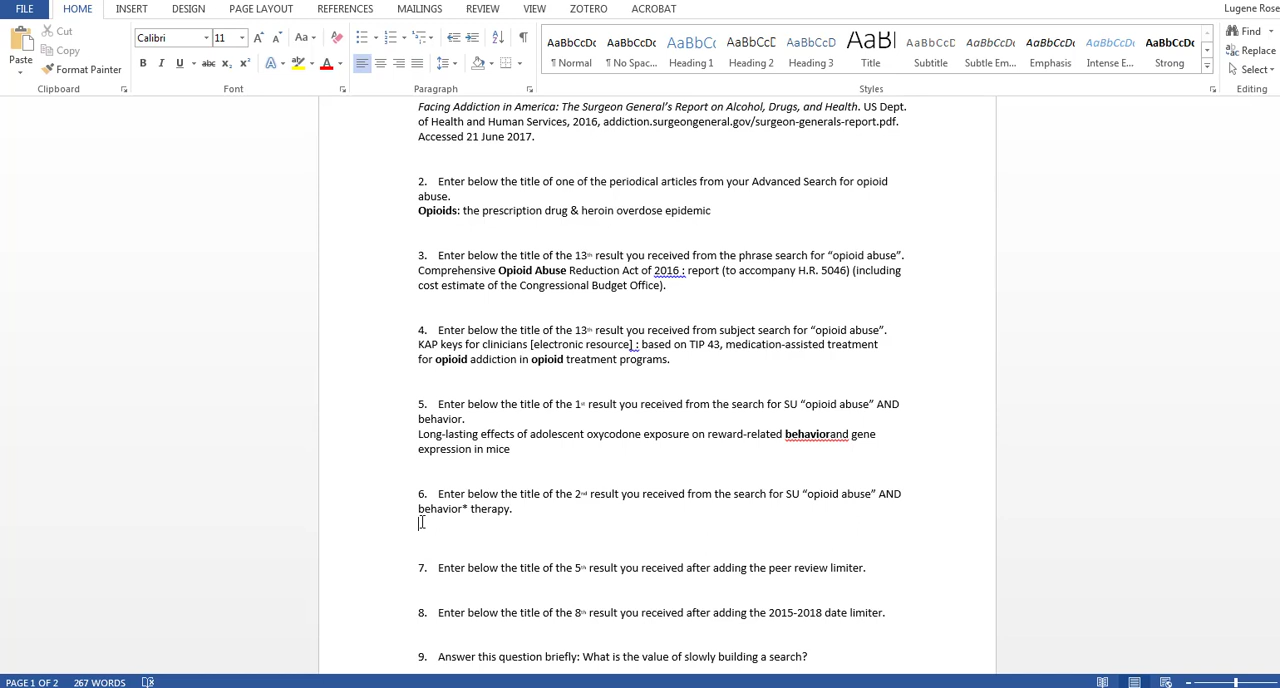 FILE HOME INSERT DESIGN PAGE LAYOUT REFERENCES MAILINGS REVIEW VIEW ZOTERO ACROBAT Lugene Rose
Cut
Copy
Paste
Format Painter
Calibri 11 Aa
B I U abc x₂ x² A A
AaBbCcDc AaBbCcDc AaBbC( AaBbCcD AaBbCcD AaBl AaBbCcD AaBbCcDc AaBbCcDc AaBbCcDc AaBbCcDc
¶ Normal ¶ No Spac... Heading 1 Heading 2 Heading 3 Title Subtitle Subtle Em... Emphasis Intense E... Strong
Find
Replace
Select
Clipboard Font Paragraph Styles Editing
Facing Addiction in America: The Surgeon General’s Report on Alcohol, Drugs, and Health. US Dept.
of Health and Human Services, 2016, addiction.surgeongeneral.gov/surgeon-generals-report.pdf.
Accessed 21 June 2017.
2. Enter below the title of one of the periodical articles from your Advanced Search for opioid
abuse.
Opioids: the prescription drug & heroin overdose epidemic
3. Enter below the title of the 13th result you received from the phrase search for “opioid abuse”.
Comprehensive Opioid Abuse Reduction Act of 2016 : report (to accompany H.R. 5046) (including
cost estimate of the Congressional Budget Office).
4. Enter below the title of the 13th result you received from subject search for “opioid abuse”.
KAP keys for clinicians [electronic resource] : based on TIP 43, medication-assisted treatment
for opioid addiction in opioid treatment programs.
5. Enter below the title of the 1st result you received from the search for SU “opioid abuse” AND
behavior.
Long-lasting effects of adolescent oxycodone exposure on reward-related behaviorand gene
expression in mice
6. Enter below the title of the 2nd result you received from the search for SU “opioid abuse” AND
behavior* therapy.
7. Enter below the title of the 5th result you received after adding the peer review limiter.
8. Enter below the title of the 8th result you received after adding the 2015-2018 date limiter.
9. Answer this question briefly: What is the value of slowly building a search?
PAGE 1 OF 2 267 WORDS